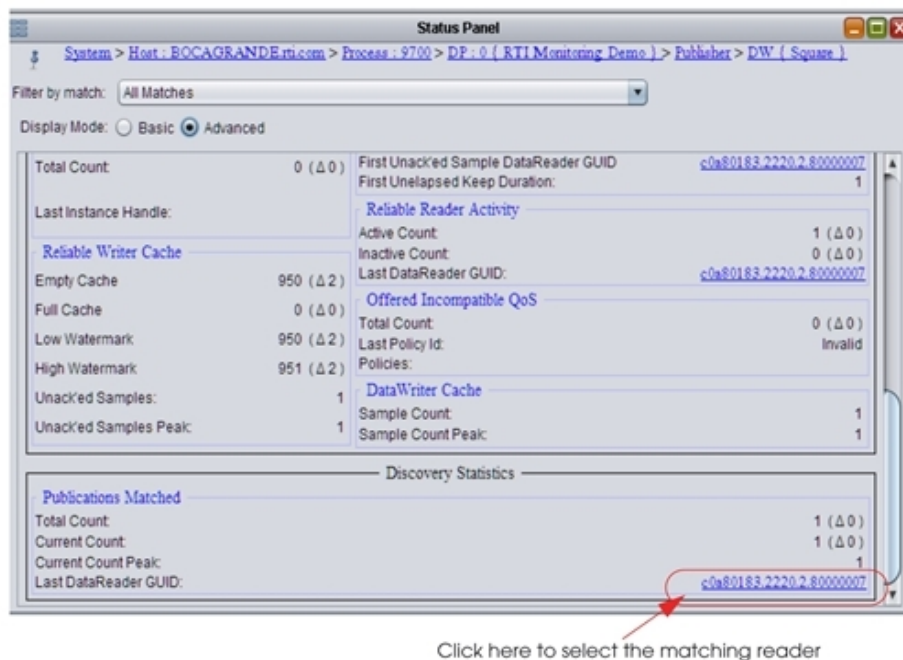 Status Panel
System > Host : BOCAGRANDE.rti.com > Process : 9700 > DP : 0 { RTI Monitoring Demo } > Publisher > DW { Square }
Filter by match: All Matches
Display Mode: Basic Advanced
Total Count: 0 (Δ0)
Last Instance Handle:
Reliable Writer Cache
Empty Cache 950 (Δ2)
Full Cache 0 (Δ0)
Low Watermark 950 (Δ2)
High Watermark 951 (Δ2)
Unack'ed Samples: 1
Unack'ed Samples Peak: 1
First Unack'ed Sample DataReader GUID c0a80183.2220.2.80000007
First Unelapsed Keep Duration: 1
Reliable Reader Activity
Active Count: 1 (Δ0)
Inactive Count: 0 (Δ0)
Last DataReader GUID: c0a80183.2220.2.80000007
Offered Incompatible QoS
Total Count: 0 (Δ0)
Last Policy Id: Invalid
Policies:
DataWriter Cache
Sample Count: 1
Sample Count Peak: 1
Discovery Statistics
Publications Matched
Total Count: 1 (Δ0)
Current Count: 1 (Δ0)
Current Count Peak: 1
Last DataReader GUID: c0a80183.2220.2.80000007
Click here to select the matching reader